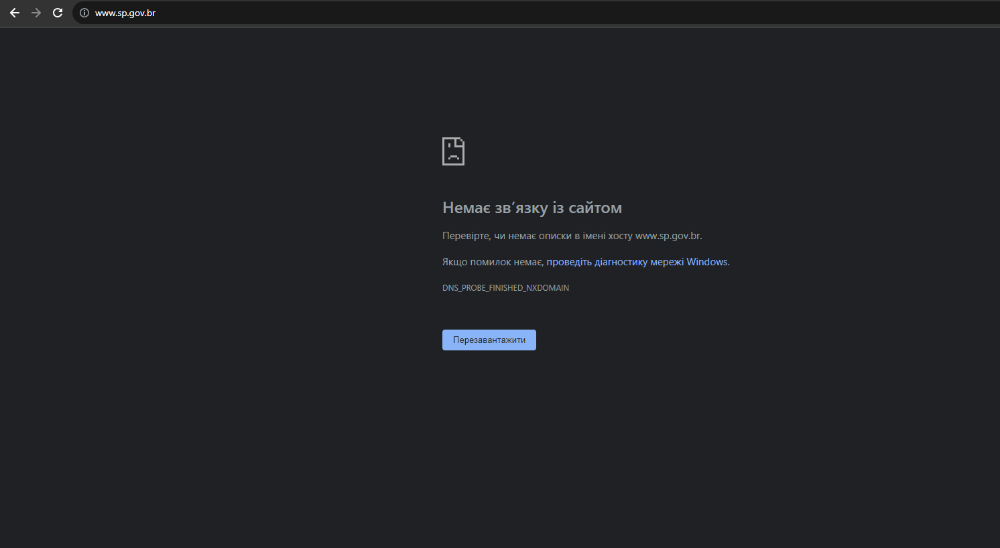 www.sp.gov.br
Немає зв’язку із сайтом
Перевірте, чи немає описки в імені хосту www.sp.gov.br.
Якщо помилок немає, проведіть діагностику мережі Windows.
DNS_PROBE_FINISHED_NXDOMAIN
Перезавантажити